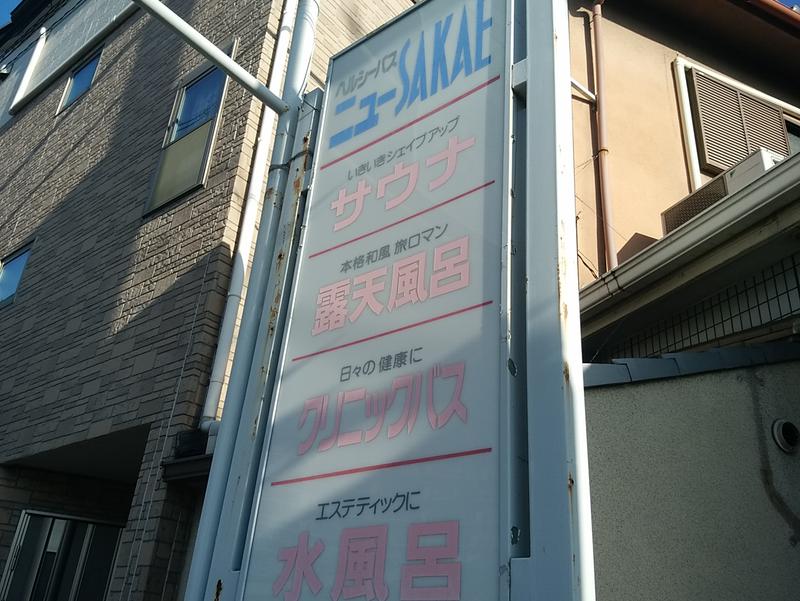 ヘルシーバス
ニューSAKAE
いきいきシェイプアップ
サウナ
本格和風 旅ロマン
露天風呂
日々の健康に
クリニックバス
エステティックに
水風呂